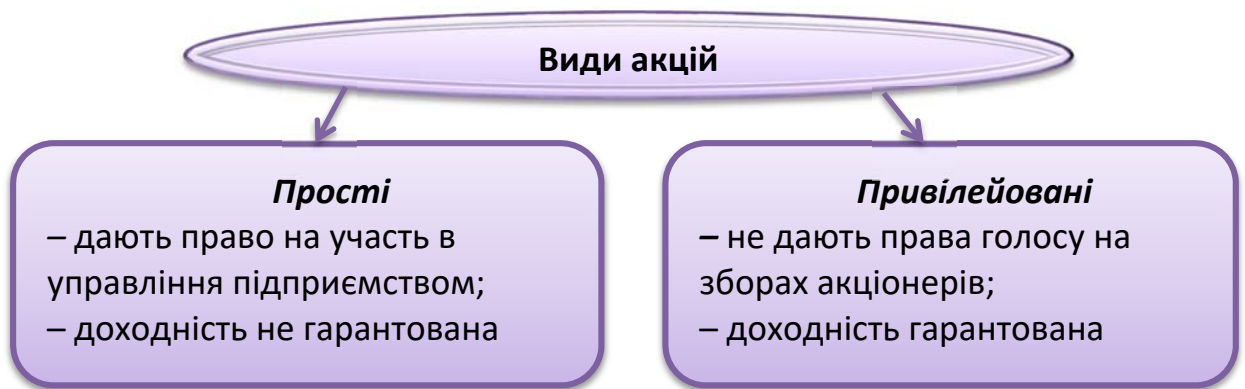 Види акцій
Прості
– дають право на участь в
управління підприємством;
– доходність не гарантована
Привілейовані
– не дають права голосу на
зборах акціонерів;
– доходність гарантована